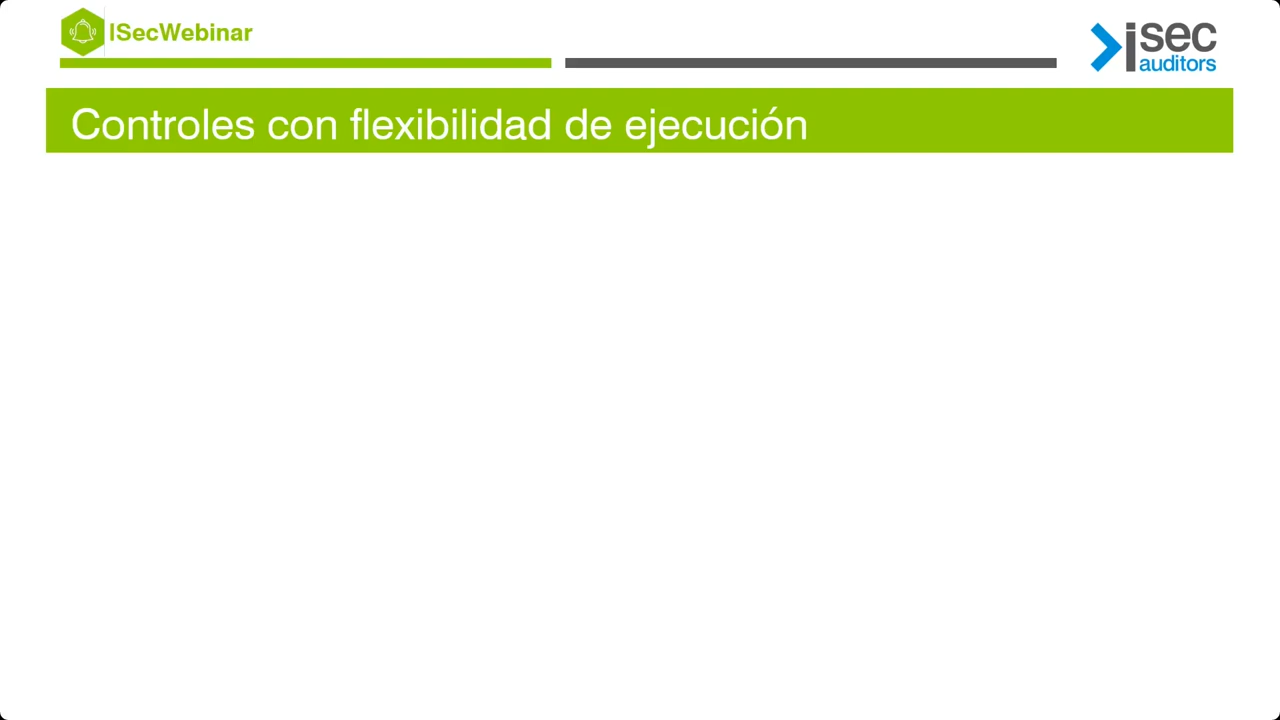 ISecWebinar
isec
auditors
Controles con flexibilidad de ejecución